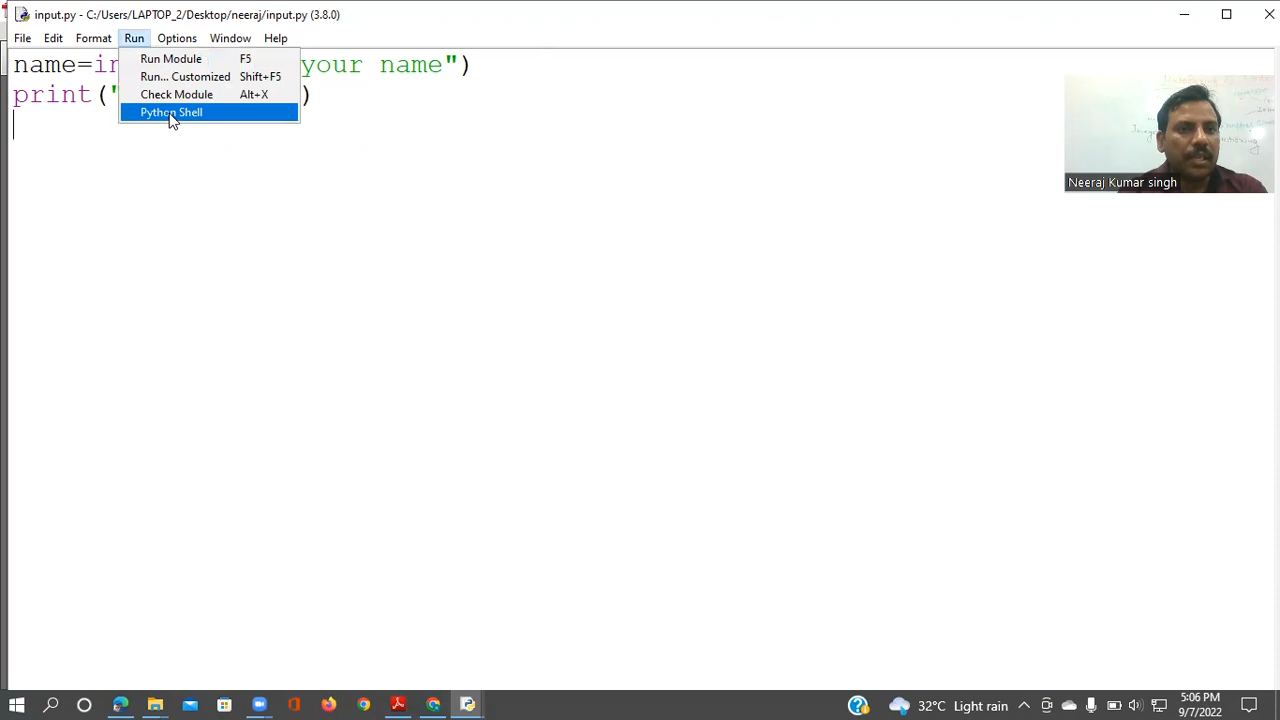 input.py - C:/Users/LAPTOP_2/Desktop/neeraj/input.py (3.8.0)
File Edit Format Run Options Window Help
name=in your name")
print(" )
Run Module F5
Run... Customized Shift+F5
Check Module Alt+X
Python Shell
Neeraj Kumar singh
32°C Light rain
5:06 PM
9/7/2022